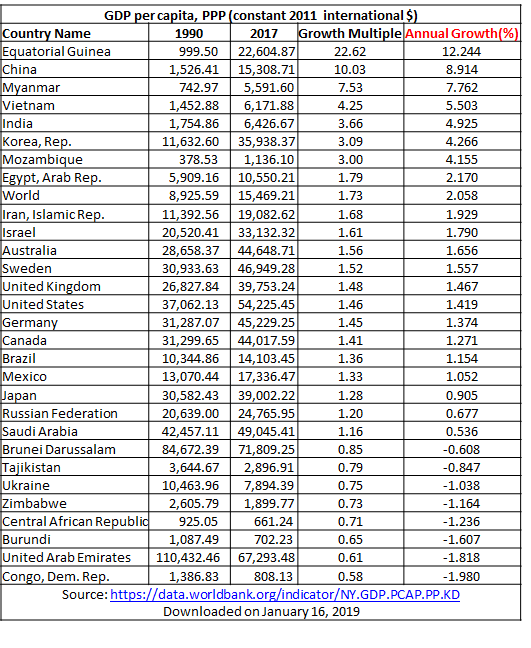 GDP per capita, PPP (constant 2011 international $)
Country Name 1990 2017 Growth Multiple Annual Growth(%)
Equatorial Guinea 999.50 22,604.87 22.62 12.244
China 1,526.41 15,308.71 10.03 8.914
Myanmar 742.97 5,591.60 7.53 7.762
Vietnam 1,452.88 6,171.88 4.25 5.503
India 1,754.86 6,426.67 3.66 4.925
Korea, Rep. 11,632.60 35,938.37 3.09 4.266
Mozambique 378.53 1,136.10 3.00 4.155
Egypt, Arab Rep. 5,909.16 10,550.21 1.79 2.170
World 8,925.59 15,469.21 1.73 2.058
Iran, Islamic Rep. 11,392.56 19,082.62 1.68 1.929
Israel 20,520.41 33,132.32 1.61 1.790
Australia 28,658.37 44,648.71 1.56 1.656
Sweden 30,933.63 46,949.28 1.52 1.557
United Kingdom 26,827.84 39,753.24 1.48 1.467
United States 37,062.13 54,225.45 1.46 1.419
Germany 31,287.07 45,229.25 1.45 1.374
Canada 31,299.65 44,017.59 1.41 1.271
Brazil 10,344.86 14,103.45 1.36 1.154
Mexico 13,070.44 17,336.47 1.33 1.052
Japan 30,582.43 39,002.22 1.28 0.905
Russian Federation 20,639.00 24,765.95 1.20 0.677
Saudi Arabia 42,457.11 49,045.41 1.16 0.536
Brunei Darussalam 84,672.39 71,809.25 0.85 -0.608
Tajikistan 3,644.67 2,896.91 0.79 -0.847
Ukraine 10,463.96 7,894.39 0.75 -1.038
Zimbabwe 2,605.79 1,899.77 0.73 -1.164
Central African Republic 925.05 661.24 0.71 -1.236
Burundi 1,087.49 702.23 0.65 -1.607
United Arab Emirates 110,432.46 67,293.48 0.61 -1.818
Congo, Dem. Rep. 1,386.83 808.13 0.58 -1.980
Source: https://data.worldbank.org/indicator/NY.GDP.PCAP.PP.KD
Downloaded on January 16, 2019